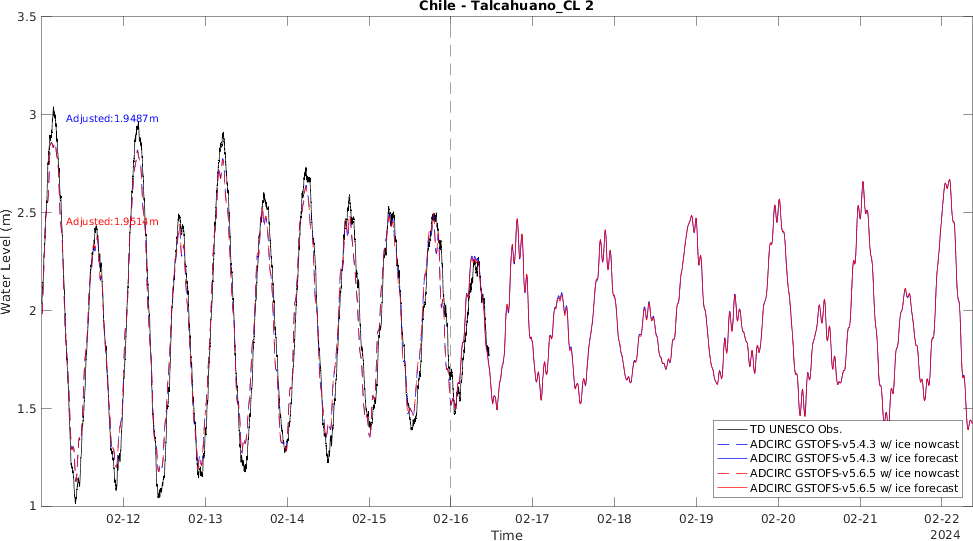 Chile - Talcahuano_CL 2
3.5
3
2.5
2
1.5
1
Water Level (m)
Adjusted:1.9487m
Adjusted:1.9514m
TD UNESCO Obs.
ADCIRC GSTOFS-v5.4.3 w/ ice nowcast
ADCIRC GSTOFS-v5.4.3 w/ ice forecast
ADCIRC GSTOFS-v5.6.5 w/ ice nowcast
ADCIRC GSTOFS-v5.6.5 w/ ice forecast
02-12 02-13 02-14 02-15 02-16 02-17 02-18 02-19 02-20 02-21 02-22
Time
2024